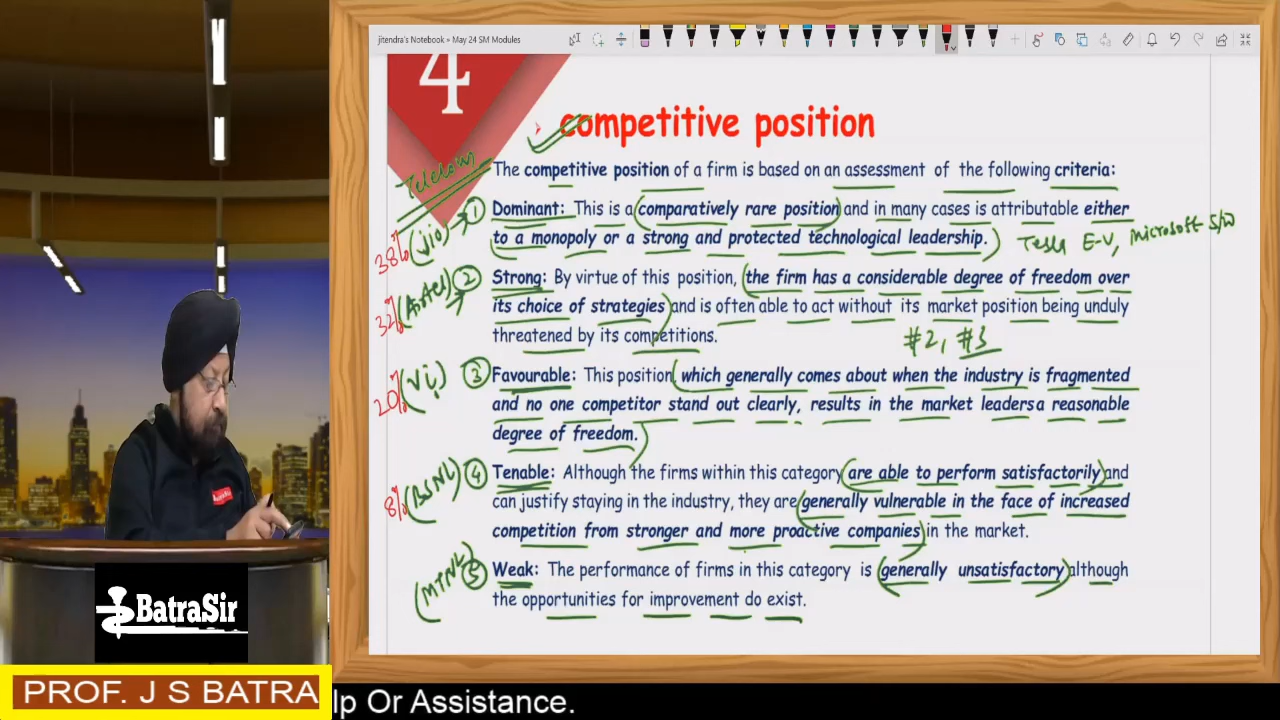 jitendra's Notebook » May 24 SM Modules
4
competitive position
Telecom
The competitive position of a firm is based on an assessment of the following criteria:
38% (Jio) → 1 Dominant: This is a (comparatively rare position) and in many cases is attributable either
(to a monopoly or a strong and protected technological leadership.) Tesla E-V, Microsoft S/W
32% (Airtel) → 2 Strong: By virtue of this position, (the firm has a considerable degree of freedom over
its choice of strategies) and is often able to act without its market position being unduly
threatened by its competitions. #2, #3
20% (Vi) 3 Favourable: This position (which generally comes about when the industry is fragmented
and no one competitor stand out clearly, results in the market leadersa reasonable
degree of freedom.)
8% (BSNL) 4 Tenable: Although the firms within this category (are able to perform satisfactorily) and
can justify staying in the industry, they are (generally vulnerable in the face of increased
competition from stronger and more proactive companies) in the market.
(MTNL) 5 Weak: The performance of firms in this category is (generally unsatisfactory) although
the opportunities for improvement do exist.
BatraSir
PROF. J S BATRA
lp Or Assistance.